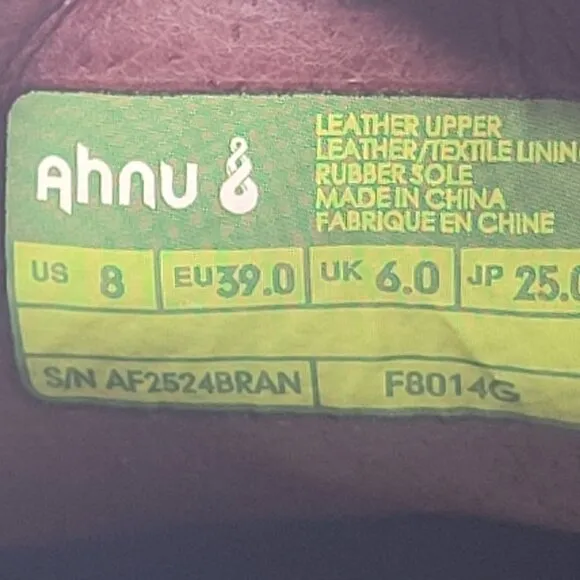 Ahnu
LEATHER UPPER
LEATHER/TEXTILE LININ
RUBBER SOLE
MADE IN CHINA
FABRIQUE EN CHINE
US 8 EU 39.0 UK 6.0 JP 25.0
S/N AF2524BRAN F8014G